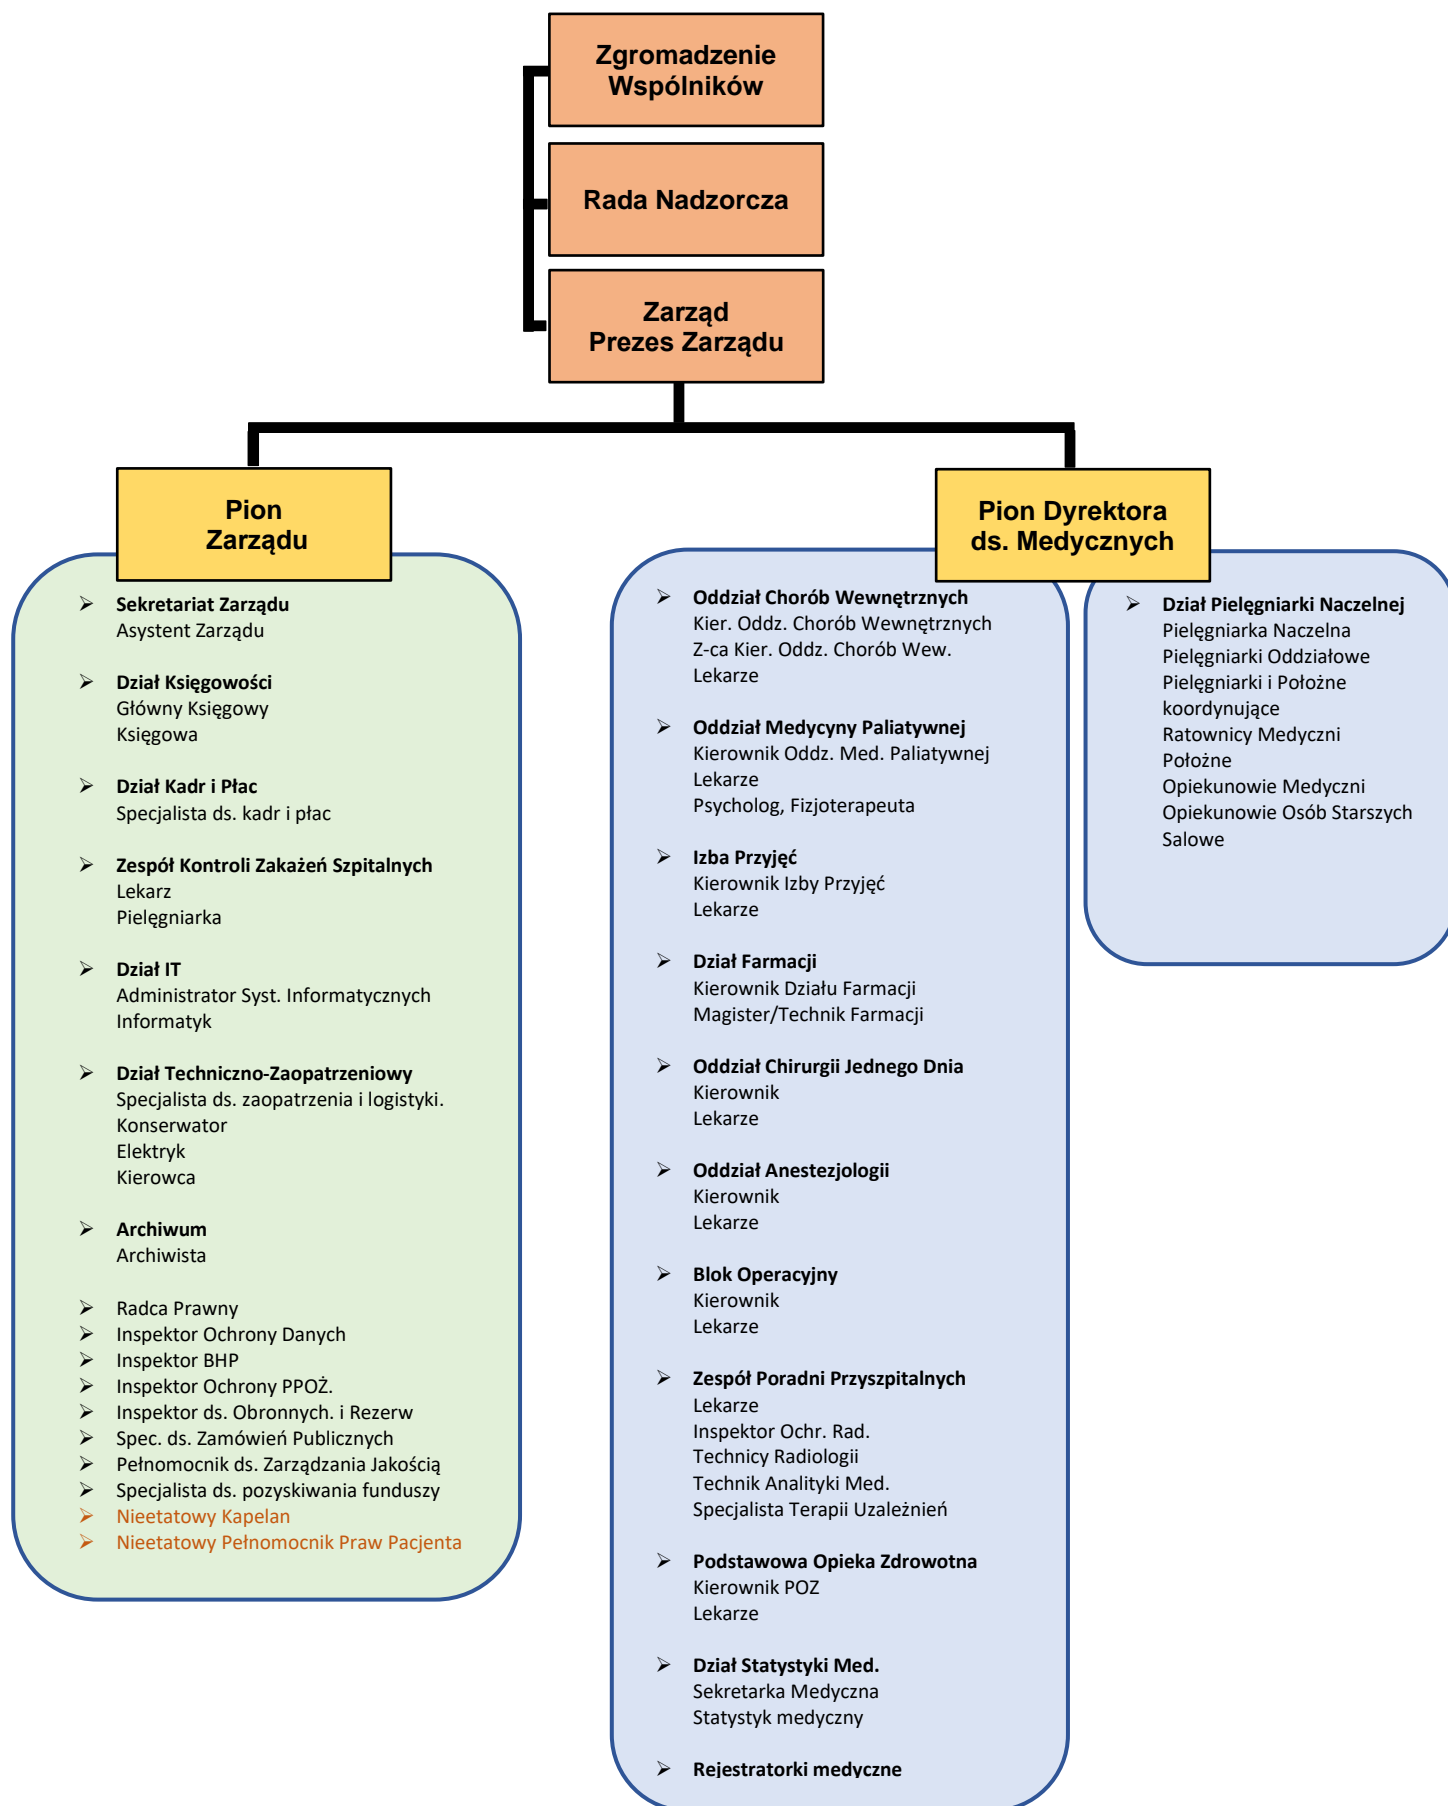 Zgromadzenie
Wspólników
Rada Nadzorcza
Zarząd
Prezes Zarządu
Pion
Zarządu
Pion Dyrektora
ds. Medycznych
➢ Sekretariat Zarządu
Asystent Zarządu
➢ Dział Księgowości
Główny Księgowy
Księgowa
➢ Dział Kadr i Płac
Specjalista ds. kadr i płac
➢ Zespół Kontroli Zakażeń Szpitalnych
Lekarz
Pielęgniarka
➢ Dział IT
Administrator Syst. Informatycznych
Informatyk
➢ Dział Techniczno-Zaopatrzeniowy
Specjalista ds. zaopatrzenia i logistyki.
Konserwator
Elektryk
Kierowca
➢ Archiwum
Archiwista
➢ Radca Prawny
➢ Inspektor Ochrony Danych
➢ Inspektor BHP
➢ Inspektor Ochrony PPOŻ.
➢ Inspektor ds. Obronnych. i Rezerw
➢ Spec. ds. Zamówień Publicznych
➢ Pełnomocnik ds. Zarządzania Jakością
➢ Specjalista ds. pozyskiwania funduszy
➢ Nieetatowy Kapelan
➢ Nieetatowy Pełnomocnik Praw Pacjenta
➢ Oddział Chorób Wewnętrznych
Kier. Oddz. Chorób Wewnętrznych
Z-ca Kier. Oddz. Chorób Wew.
Lekarze
➢ Oddział Medycyny Paliatywnej
Kierownik Oddz. Med. Paliatywnej
Lekarze
Psycholog, Fizjoterapeuta
➢ Izba Przyjęć
Kierownik Izby Przyjęć
Lekarze
➢ Dział Farmacji
Kierownik Działu Farmacji
Magister/Technik Farmacji
➢ Oddział Chirurgii Jednego Dnia
Kierownik
Lekarze
➢ Oddział Anestezjologii
Kierownik
Lekarze
➢ Blok Operacyjny
Kierownik
Lekarze
➢ Zespół Poradni Przyszpitalnych
Lekarze
Inspektor Ochr. Rad.
Technicy Radiologii
Technik Analityki Med.
Specjalista Terapii Uzależnień
➢ Podstawowa Opieka Zdrowotna
Kierownik POZ
Lekarze
➢ Dział Statystyki Med.
Sekretarka Medyczna
Statystyk medyczny
➢ Rejestratorki medyczne
➢ Dział Pielęgniarki Naczelnej
Pielęgniarka Naczelna
Pielęgniarki Oddziałowe
Pielęgniarki i Położne
koordynujące
Ratownicy Medyczni
Położne
Opiekunowie Medyczni
Opiekunowie Osób Starszych
Salowe